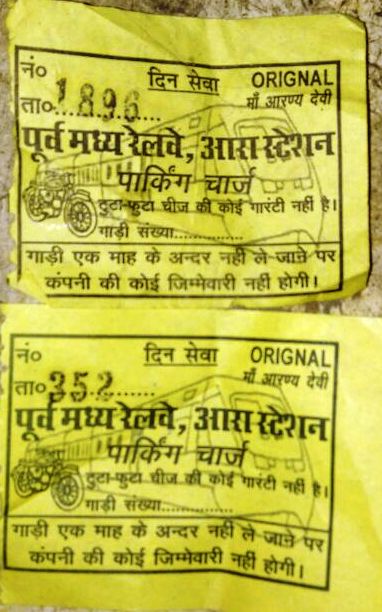 नं० दिन सेवा ORIGNAL
1896
ता०.................. माँ आरण्य देवी
पूर्व मध्य रेलवे, आरा स्टेशन
पार्किंग चार्ज
टुटा-फुटा चीज की कोई गारंटी नहीं है।
गाड़ी संख्या..............
गाड़ी एक माह के अन्दर नहीं ले जाने पर
कंपनी की कोई जिम्मेवारी नहीं होगी।
नं० दिन सेवा ORIGNAL
352
ता०.................. माँ आरण्य देवी
पूर्व मध्य रेलवे, आरा स्टेशन
पार्किंग चार्ज
टुटा-फुटा चीज की कोई गारंटी नहीं है।
गाड़ी संख्या..............
गाड़ी एक माह के अन्दर नहीं ले जाने पर
कंपनी की कोई जिम्मेवारी नहीं होगी।